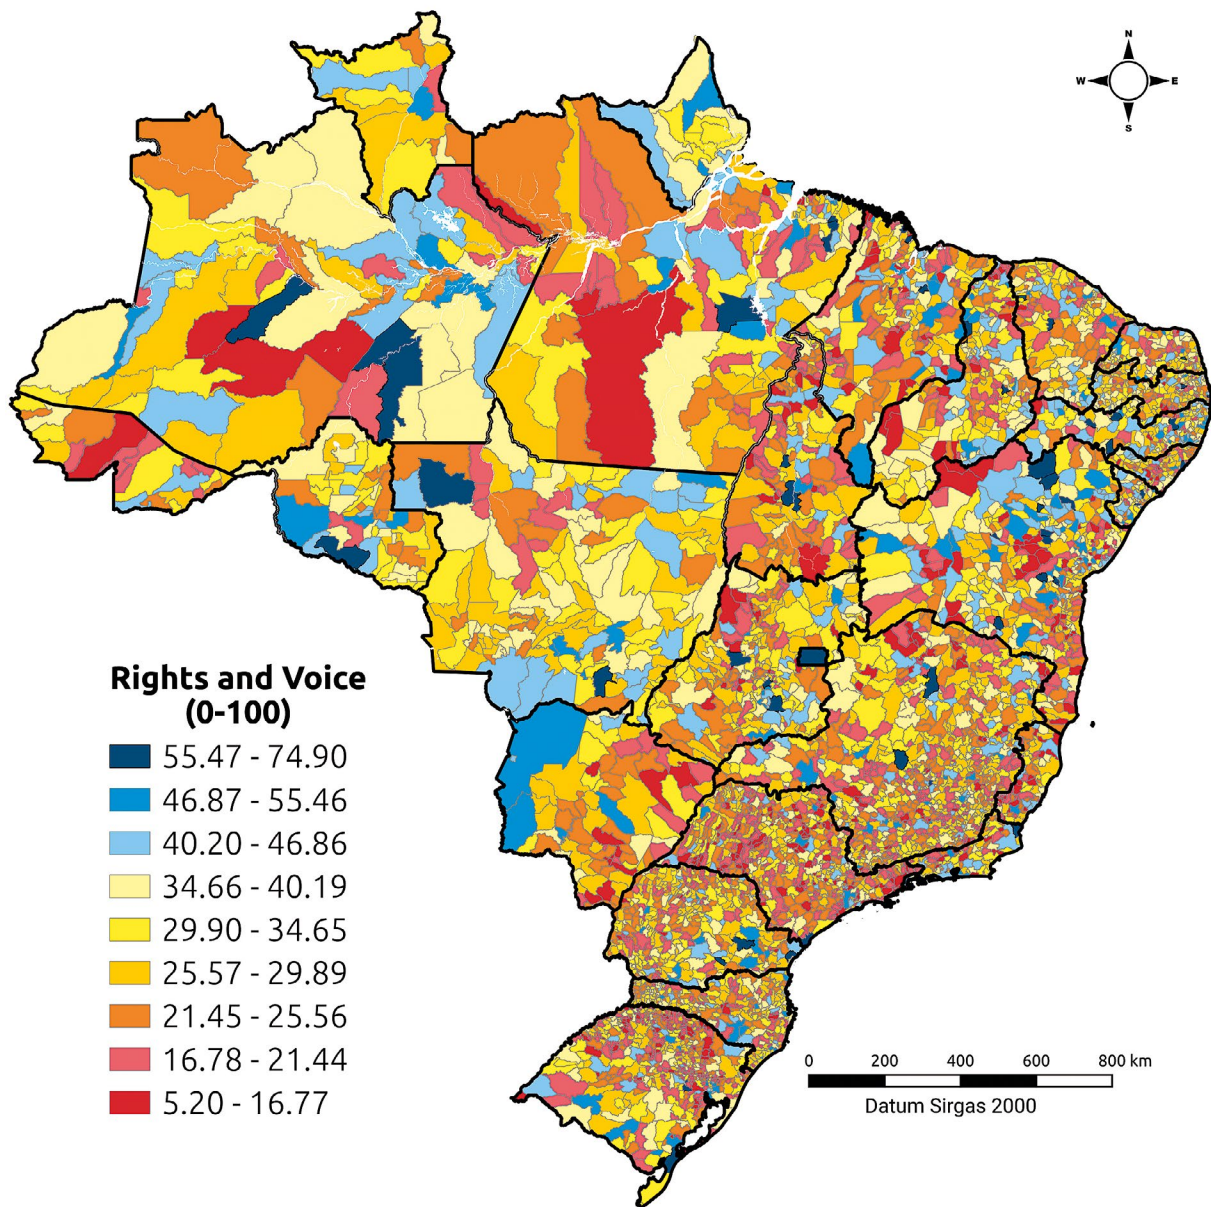 N
W E
S
Rights and Voice
(0-100)
55.47 - 74.90
46.87 - 55.46
40.20 - 46.86
34.66 - 40.19
29.90 - 34.65
25.57 - 29.89
21.45 - 25.56
16.78 - 21.44
5.20 - 16.77
0 200 400 600 800 km
Datum Sirgas 2000